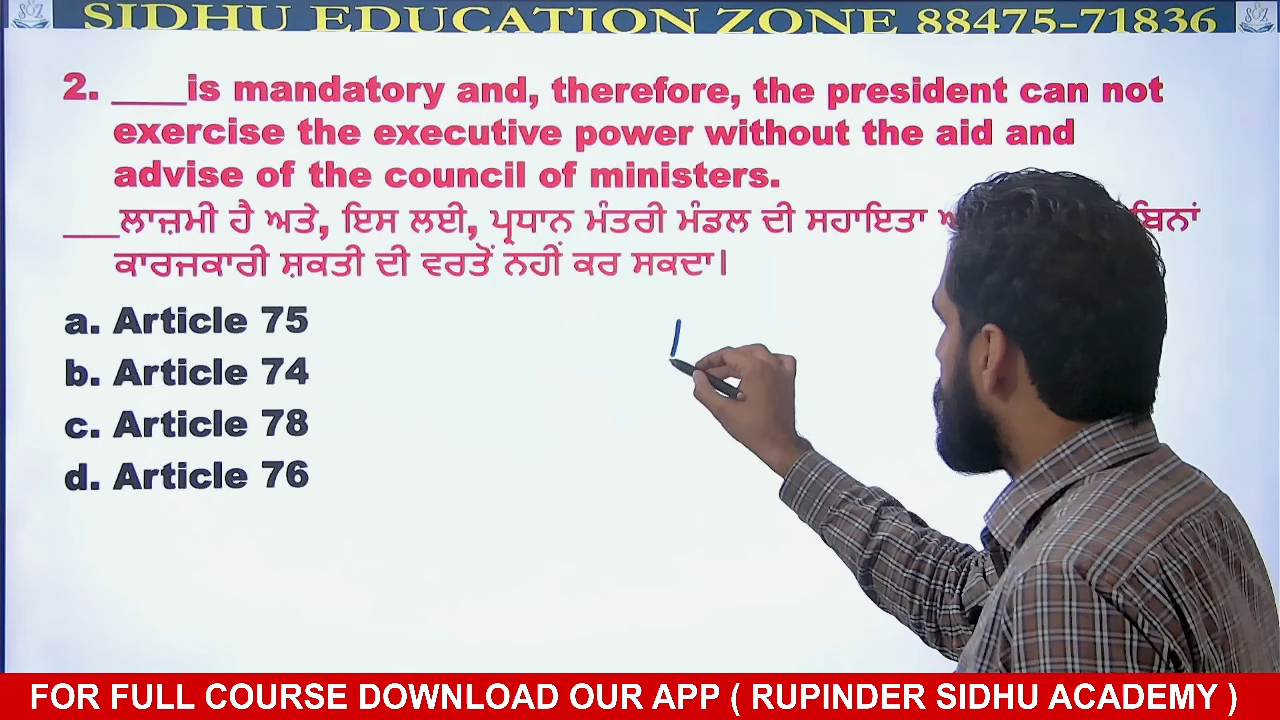 SIDHU EDUCATION ZONE 88475-71836
2. ____is mandatory and, therefore, the president can not
exercise the executive power without the aid and
advise of the council of ministers.
___ਲਾਜ਼ਮੀ ਹੈ ਅਤੇ, ਇਸ ਲਈ, ਪ੍ਰਧਾਨ ਮੰਤਰੀ ਮੰਡਲ ਦੀ ਸਹਾਇਤਾ ਬਿਨਾਂ
ਕਾਰਜਕਾਰੀ ਸ਼ਕਤੀ ਦੀ ਵਰਤੋਂ ਨਹੀਂ ਕਰ ਸਕਦਾ।
a. Article 75
b. Article 74
c. Article 78
d. Article 76
FOR FULL COURSE DOWNLOAD OUR APP ( RUPINDER SIDHU ACADEMY )